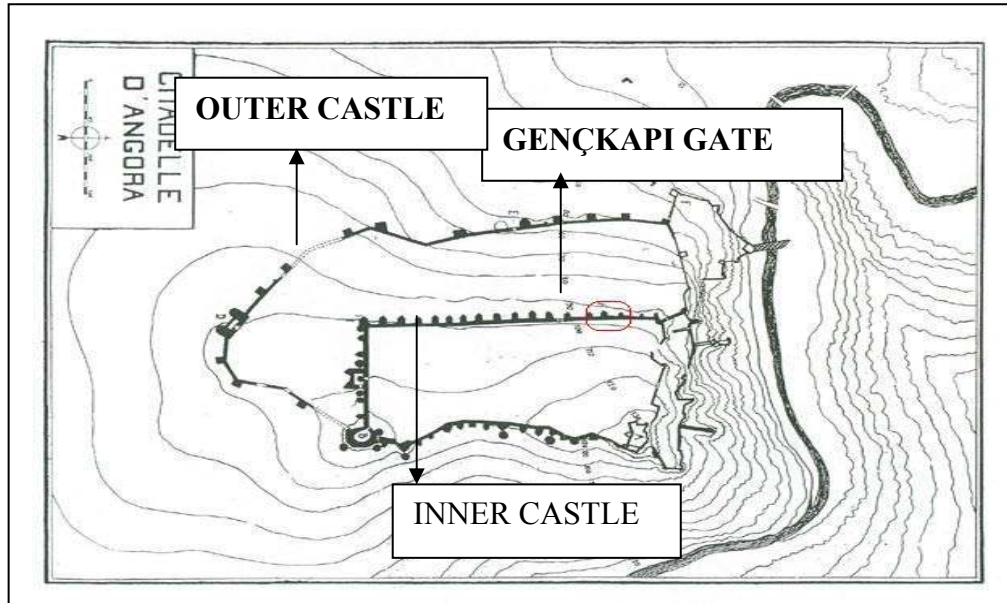 CITADELLE
D'ANGORA
OUTER CASTLE
GENÇKAPI GATE
INNER CASTLE
E
D